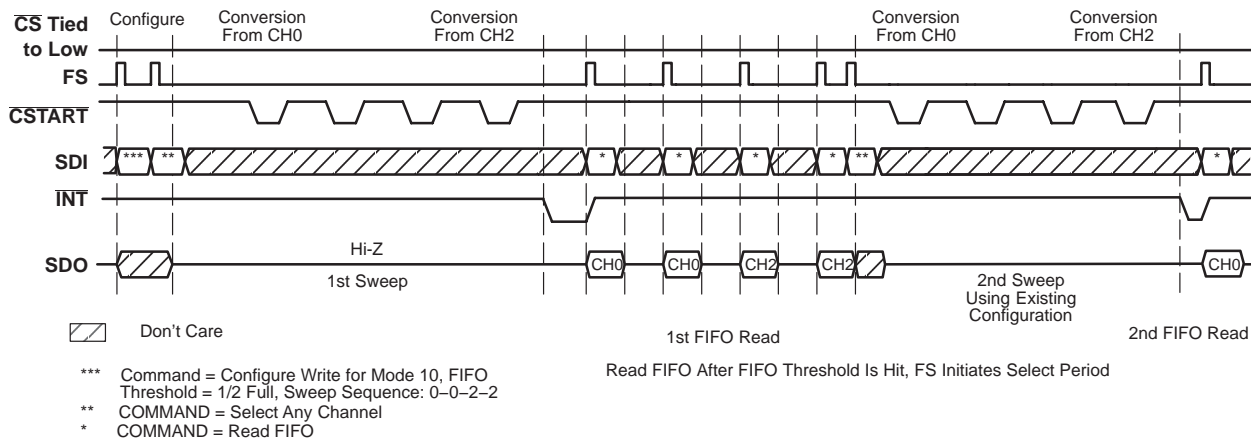 CS Tied
to Low
Configure
Conversion
From CH0
Conversion
From CH2
Conversion
From CH0
Conversion
From CH2
FS
CSTART
SDI
*** ** * * * * ** *
INT
SDO
Hi-Z
1st Sweep
CH0 CH0 CH2 CH2
2nd Sweep
Using Existing
Configuration
CH0
Don't Care
1st FIFO Read
2nd FIFO Read
Read FIFO After FIFO Threshold Is Hit, FS Initiates Select Period
*** Command = Configure Write for Mode 10, FIFO
Threshold = 1/2 Full, Sweep Sequence: 0–0–2–2
** COMMAND = Select Any Channel
* COMMAND = Read FIFO